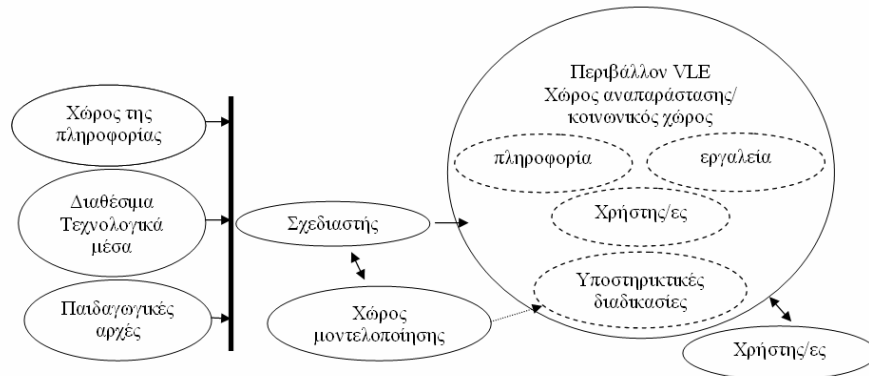 Χώρος της
πληροφορίας
Διαθέσιμα
Τεχνολογικά
μέσα
Παιδαγωγικές
αρχές
Σχεδιαστής
Χώρος
μοντελοποίησης
Περιβάλλον VLE
Χώρος αναπαράστασης/
κοινωνικός χώρος
πληροφορία
εργαλεία
Χρήστης/ες
Υποστηρικτικές
διαδικασίες
Χρήστης/ες